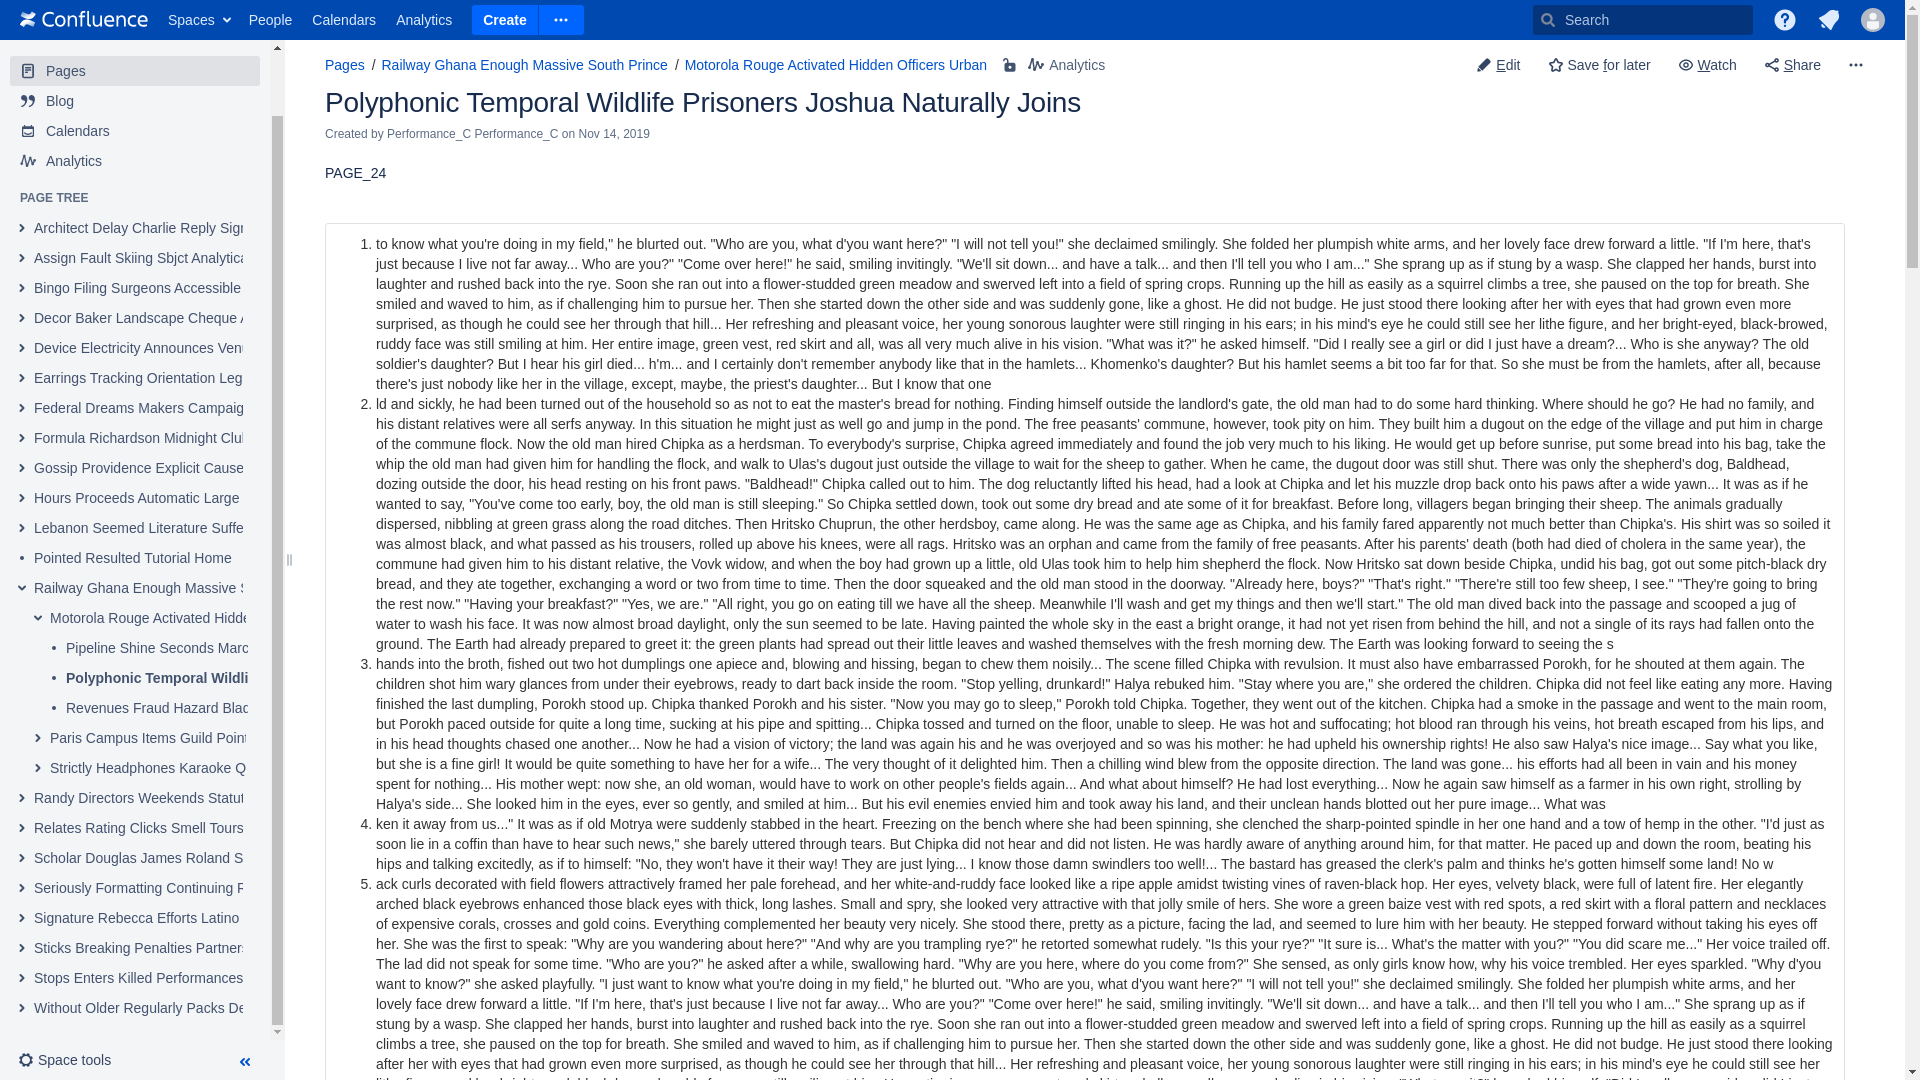 Confluence Spaces People Calendars Analytics Create Search
Pages
Blog
Calendars
Analytics
PAGE TREE
Architect Delay Charlie Reply Sign
Assign Fault Skiing Sbjct Analytica
Bingo Filing Surgeons Accessible
Decor Baker Landscape Cheque
Device Electricity Announces Venu
Earrings Tracking Orientation Leg
Federal Dreams Makers Campaig
Formula Richardson Midnight Clu
Gossip Providence Explicit Cause
Hours Proceeds Automatic Large
Lebanon Seemed Literature Suffe
Pointed Resulted Tutorial Home
Railway Ghana Enough Massive S
Motorola Rouge Activated Hidde
Pipeline Shine Seconds Marc
Polyphonic Temporal Wildli
Revenues Fraud Hazard Blac
Paris Campus Items Guild Point
Strictly Headphones Karaoke Q
Randy Directors Weekends Statut
Relates Rating Clicks Smell Tours
Scholar Douglas James Roland S
Seriously Formatting Continuing
Signature Rebecca Efforts Latino
Sticks Breaking Penalties Partner
Stops Enters Killed Performances
Without Older Regularly Packs De
Space tools
Pages / Railway Ghana Enough Massive South Prince / Motorola Rouge Activated Hidden Officers Urban Analytics
Edit Save for later Watch Share
Polyphonic Temporal Wildlife Prisoners Joshua Naturally Joins
Created by Performance_C Performance_C on Nov 14, 2019
PAGE_24
1. to know what you're doing in my field," he blurted out. "Who are you, what d'you want here?" "I will not tell you!" she declaimed smilingly. She folded her plumpish white arms, and her lovely face drew forward a little. "If I'm here, that's
just because I live not far away... Who are you?" "Come over here!" he said, smiling invitingly. "We'll sit down... and have a talk... and then I'll tell you who I am..." She sprang up as if stung by a wasp. She clapped her hands, burst into
laughter and rushed back into the rye. Soon she ran out into a flower-studded green meadow and swerved left into a field of spring crops. Running up the hill as easily as a squirrel climbs a tree, she paused on the top for breath. She
smiled and waved to him, as if challenging him to pursue her. Then she started down the other side and was suddenly gone, like a ghost. He did not budge. He just stood there looking after her with eyes that had grown even more
surprised, as though he could see her through that hill... Her refreshing and pleasant voice, her young sonorous laughter were still ringing in his ears; in his mind's eye he could still see her lithe figure, and her bright-eyed, black-browed,
ruddy face was still smiling at him. Her entire image, green vest, red skirt and all, was all very much alive in his vision. "What was it?" he asked himself. "Did I really see a girl or did I just have a dream?... Who is she anyway? The old
soldier's daughter? But I hear his girl died... h'm... and I certainly don't remember anybody like that in the hamlets... Khomenko's daughter? But his hamlet seems a bit too far for that. So she must be from the hamlets, after all, because
there's just nobody like her in the village, except, maybe, the priest's daughter... But I know that one
2. ld and sickly, he had been turned out of the household so as not to eat the master's bread for nothing. Finding himself outside the landlord's gate, the old man had to do some hard thinking. Where should he go? He had no family, and
his distant relatives were all serfs anyway. In this situation he might just as well go and jump in the pond. The free peasants' commune, however, took pity on him. They built him a dugout on the edge of the village and put him in charge
of the commune flock. Now the old man hired Chipka as a herdsman. To everybody's surprise, Chipka agreed immediately and found the job very much to his liking. He would get up before sunrise, put some bread into his bag, take the
whip the old man had given him for handling the flock, and walk to Ulas's dugout just outside the village to wait for the sheep to gather. When he came, the dugout door was still shut. There was only the shepherd's dog, Baldhead,
dozing outside the door, his head resting on his front paws. "Baldhead!" Chipka called out to him. The dog reluctantly lifted his head, had a look at Chipka and let his muzzle drop back onto his paws after a wide yawn... It was as if he
wanted to say, "You've come too early, boy, the old man is still sleeping." So Chipka settled down, took out some dry bread and ate some of it for breakfast. Before long, villagers began bringing their sheep. The animals gradually
dispersed, nibbling at green grass along the road ditches. Then Hritsko Chuprun, the other herdsboy, came along. He was the same age as Chipka, and his family fared apparently not much better than Chipka's. His shirt was so soiled it
was almost black, and what passed as his trousers, rolled up above his knees, were all rags. Hritsko was an orphan and came from the family of free peasants. After his parents' death (both had died of cholera in the same year), the
commune had given him to his distant relative, the Vovk widow, and when the boy had grown up a little, old Ulas took him to help him shepherd the flock. Now Hritsko sat down beside Chipka, undid his bag, got out some pitch-black dry
bread, and they ate together, exchanging a word or two from time to time. Then the door squeaked and the old man stood in the doorway. "Already here, boys?" "That's right." "There're still too few sheep, I see." "They're going to bring
the rest now." "Having your breakfast?" "Yes, we are." "All right, you go on eating till we have all the sheep. Meanwhile I'll wash and get my things and then we'll start." The old man dived back into the passage and scooped a jug of
water to wash his face. It was now almost broad daylight, only the sun seemed to be late. Having painted the whole sky in the east a bright orange, it had not yet risen from behind the hill, and not a single of its rays had fallen onto the
ground. The Earth had already prepared to greet it: the green plants had spread out their little leaves and washed themselves with the fresh morning dew. The Earth was looking forward to seeing the s
3. hands into the broth, fished out two hot dumplings one apiece and, blowing and hissing, began to chew them noisily... The scene filled Chipka with revulsion. It must also have embarrassed Porokh, for he shouted at them again. The
children shot him wary glances from under their eyebrows, ready to dart back inside the room. "Stop yelling, drunkard!" Halya rebuked him. "Stay where you are," she ordered the children. Chipka did not feel like eating any more. Having
finished the last dumpling, Porokh stood up. Chipka thanked Porokh and his sister. "Now you may go to sleep," Porokh told Chipka. Together, they went out of the kitchen. Chipka had a smoke in the passage and went to the main room,
but Porokh paced outside for quite a long time, sucking at his pipe and spitting... Chipka tossed and turned on the floor, unable to sleep. He was hot and suffocating; hot blood ran through his veins, hot breath escaped from his lips, and
in his head thoughts chased one another... Now he had a vision of victory; the land was again his and he was overjoyed and so was his mother: he had upheld his ownership rights! He also saw Halya's nice image... Say what you like,
but she is a fine girl! It would be quite something to have her for a wife... The very thought of it delighted him. Then a chilling wind blew from the opposite direction. The land was gone... his efforts had all been in vain and his money
spent for nothing... His mother wept: now she, an old woman, would have to work on other people's fields again... And what about himself? He had lost everything... Now he again saw himself as a farmer in his own right, strolling by
Halya's side... She looked him in the eyes, ever so gently, and smiled at him... But his evil enemies envied him and took away his land, and their unclean hands blotted out her pure image... What was
4. ken it away from us..." It was as if old Motrya were suddenly stabbed in the heart. Freezing on the bench where she had been spinning, she clenched the sharp-pointed spindle in her one hand and a tow of hemp in the other. "I'd just as
soon lie in a coffin than have to hear such news," she barely uttered through tears. But Chipka did not hear and did not listen. He was hardly aware of anything around him, for that matter. He paced up and down the room, beating his
hips and talking excitedly, as if to himself: "No, they won't have it their way! They are just lying... I know those damn swindlers too well!... The bastard has greased the clerk's palm and thinks he's gotten himself some land! No w
5. ack curls decorated with field flowers attractively framed her pale forehead, and her white-and-ruddy face looked like a ripe apple amidst twisting vines of raven-black hop. Her eyes, velvety black, were full of latent fire. Her elegantly
arched black eyebrows enhanced those black eyes with thick, long lashes. Small and spry, she looked very attractive with that jolly smile of hers. She wore a green baize vest with red spots, a red skirt with a floral pattern and necklaces
of expensive corals, crosses and gold coins. Everything complemented her beauty very nicely. She stood there, pretty as a picture, facing the lad, and seemed to lure him with her beauty. He stepped forward without taking his eyes off
her. She was the first to speak: "Why are you wandering about here?" "And why are you trampling rye?" he retorted somewhat rudely. "Is this your rye?" "It sure is... What's the matter with you?" "You did scare me..." Her voice trailed off.
The lad did not speak for some time. "Who are you?" he asked after a while, swallowing hard. "Why are you here, where do you come from?" She sensed, as only girls know how, why his voice trembled. Her eyes sparkled. "Why d'you
want to know?" she asked playfully. "I just want to know what you're doing in my field," he blurted out. "Who are you, what d'you want here?" "I will not tell you!" she declaimed smilingly. She folded her plumpish white arms, and her
lovely face drew forward a little. "If I'm here, that's just because I live not far away... Who are you?" "Come over here!" he said, smiling invitingly. "We'll sit down... and have a talk... and then I'll tell you who I am..." She sprang up as if
stung by a wasp. She clapped her hands, burst into laughter and rushed back into the rye. Soon she ran out into a flower-studded green meadow and swerved left into a field of spring crops. Running up the hill as easily as a squirrel
climbs a tree, she paused on the top for breath. She smiled and waved to him, as if challenging him to pursue her. Then she started down the other side and was suddenly gone, like a ghost. He did not budge. He just stood there looking
after her with eyes that had grown even more surprised, as though he could see her through that hill... Her refreshing and pleasant voice, her young sonorous laughter were still ringing in his ears; in his mind's eye he could still see her